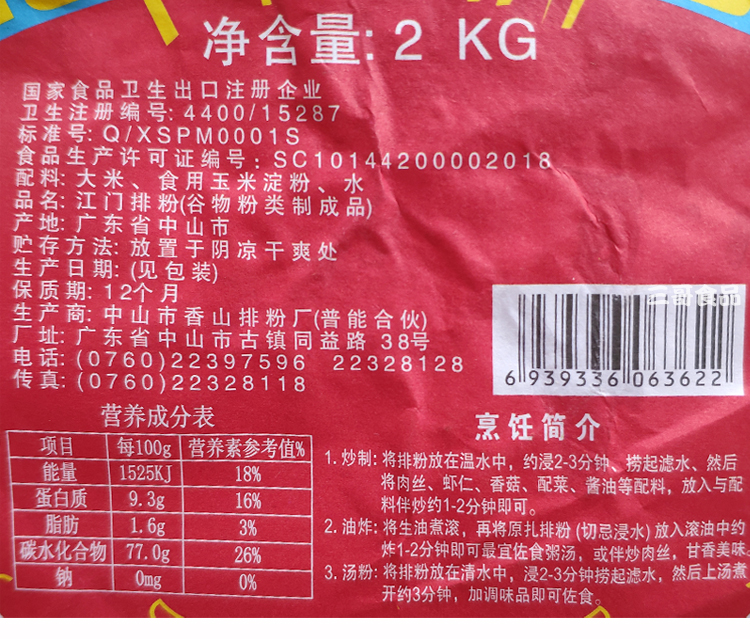 净含量: 2 KG
国家食品卫生出口注册企业
卫生注册编号: 4400/15287
标准号: Q/XSPM0001S
食品生产许可证编号: SC10144200002018
配料: 大米、食用玉米淀粉、水
品名: 江门排粉(谷物粉类制成品)
产地: 广东省中山市
贮存方法: 放置于阴凉干爽处
生产日期: (见包装)
保质期: 12个月
生产商: 中山市香山排粉厂(普能合伙)
厂址: 广东省中山市古镇同益路 38号
电话: (0760)22397596 22328128
传真: (0760)22328118
三哥食品
6 939336 063622
营养成分表
项目 每100g 营养素参考值%
能量 1525KJ 18%
蛋白质 9.3g 16%
脂肪 1.6g 3%
碳水化合物 77.0g 26%
钠 0mg 0%
烹饪简介
1. 炒制: 将排粉放在温水中，约浸2-3分钟、捞起滤水、然后
将肉丝、虾仁、香菇、配菜、酱油等配料，放入与配
料伴炒约1-2分钟即可。
2. 油炸: 将生油煮滚，再将原扎排粉 (切忌浸水) 放入滚油中约
炸1-2分钟即可最宜佐食粥汤，或伴炒肉丝，甘香美味。
3. 汤粉: 将排粉放在清水中，浸2-3分钟捞起滤水，然后上汤煮
开约3分钟，加调味品即可佐食。